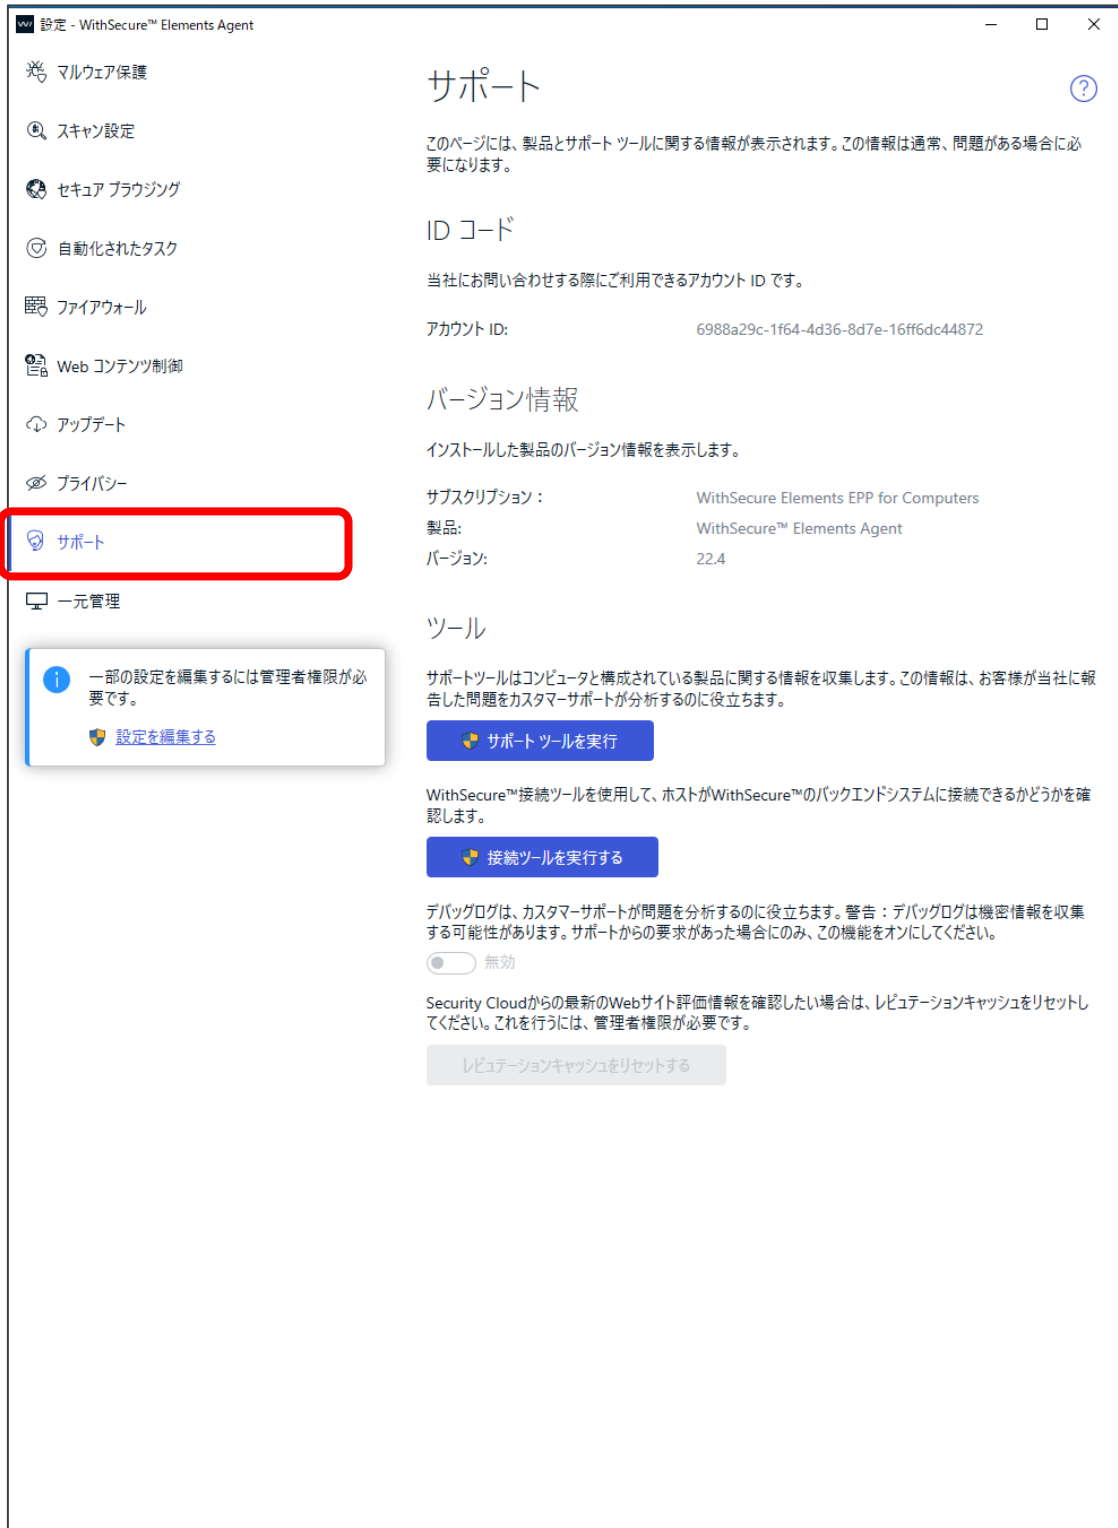 設定 - WithSecure™ Elements Agent
マルウェア保護
スキャン設定
セキュア ブラウジング
自動化されたタスク
ファイアウォール
Web コンテンツ制御
アップデート
プライバシー
サポート
一元管理
一部の設定を編集するには管理者権限が必
要です。
設定を編集する
サポート
このページには、製品とサポート ツールに関する情報が表示されます。この情報は通常、問題がある場合に必
要になります。
ID コード
当社にお問い合わせする際にご利用できるアカウント ID です。
アカウント ID: 6988a29c-1f64-4d36-8d7e-16ff6dc44872
バージョン情報
インストールした製品のバージョン情報を表示します。
サブスクリプション： WithSecure Elements EPP for Computers
製品: WithSecure™ Elements Agent
バージョン: 22.4
ツール
サポートツールはコンピュータと構成されている製品に関する情報を収集します。この情報は、お客様が当社に報
告した問題をカスタマーサポートが分析するのに役立ちます。
サポート ツールを実行
WithSecure™接続ツールを使用して、ホストがWithSecure™のバックエンドシステムに接続できるかどうかを確
認します。
接続ツールを実行する
デバッグログは、カスタマーサポートが問題を分析するのに役立ちます。警告：デバッグログは機密情報を収集
する可能性があります。サポートからの要求があった場合にのみ、この機能をオンにしてください。
無効
Security Cloudからの最新のWebサイト評価情報を確認したい場合は、レピュテーションキャッシュをリセットし
てください。これを行うには、管理者権限が必要です。
レピュテーションキャッシュをリセットする